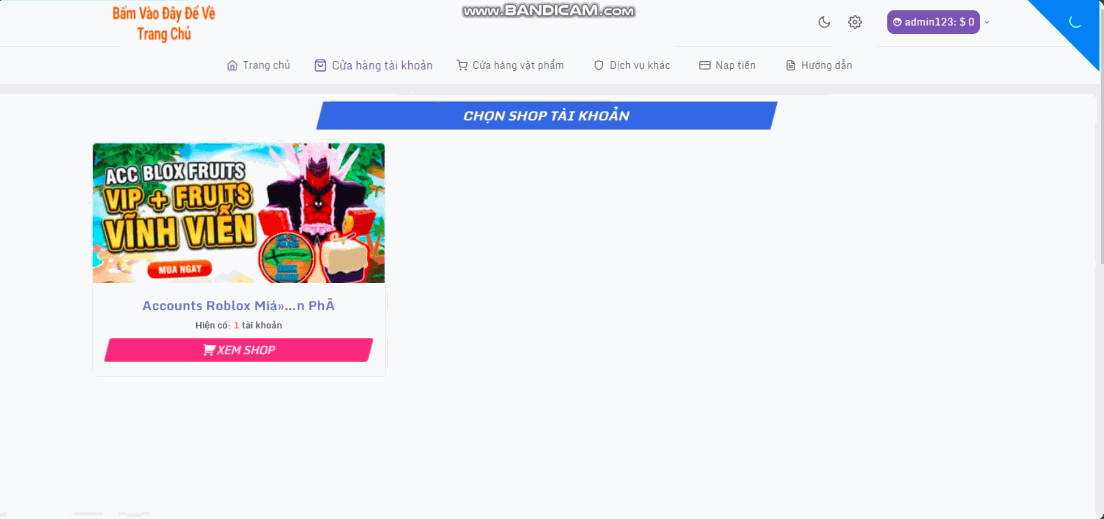 www.BANDICAM.com
Bấm Vào Đây Để Về
Trang Chủ
admin123: $ 0
Trang chủ
Cửa hàng tài khoản
Cửa hàng vật phẩm
Dịch vụ khác
Nạp tiền
Hướng dẫn
CHỌN SHOP TÀI KHOẢN
ACC BLOX FRUITS
VIP + FRUITS
VĨNH VIỄN
MUA NGAY
Accounts Roblox Miá»…n PhÃ
Hiện có: 1 tài khoản
XEM SHOP